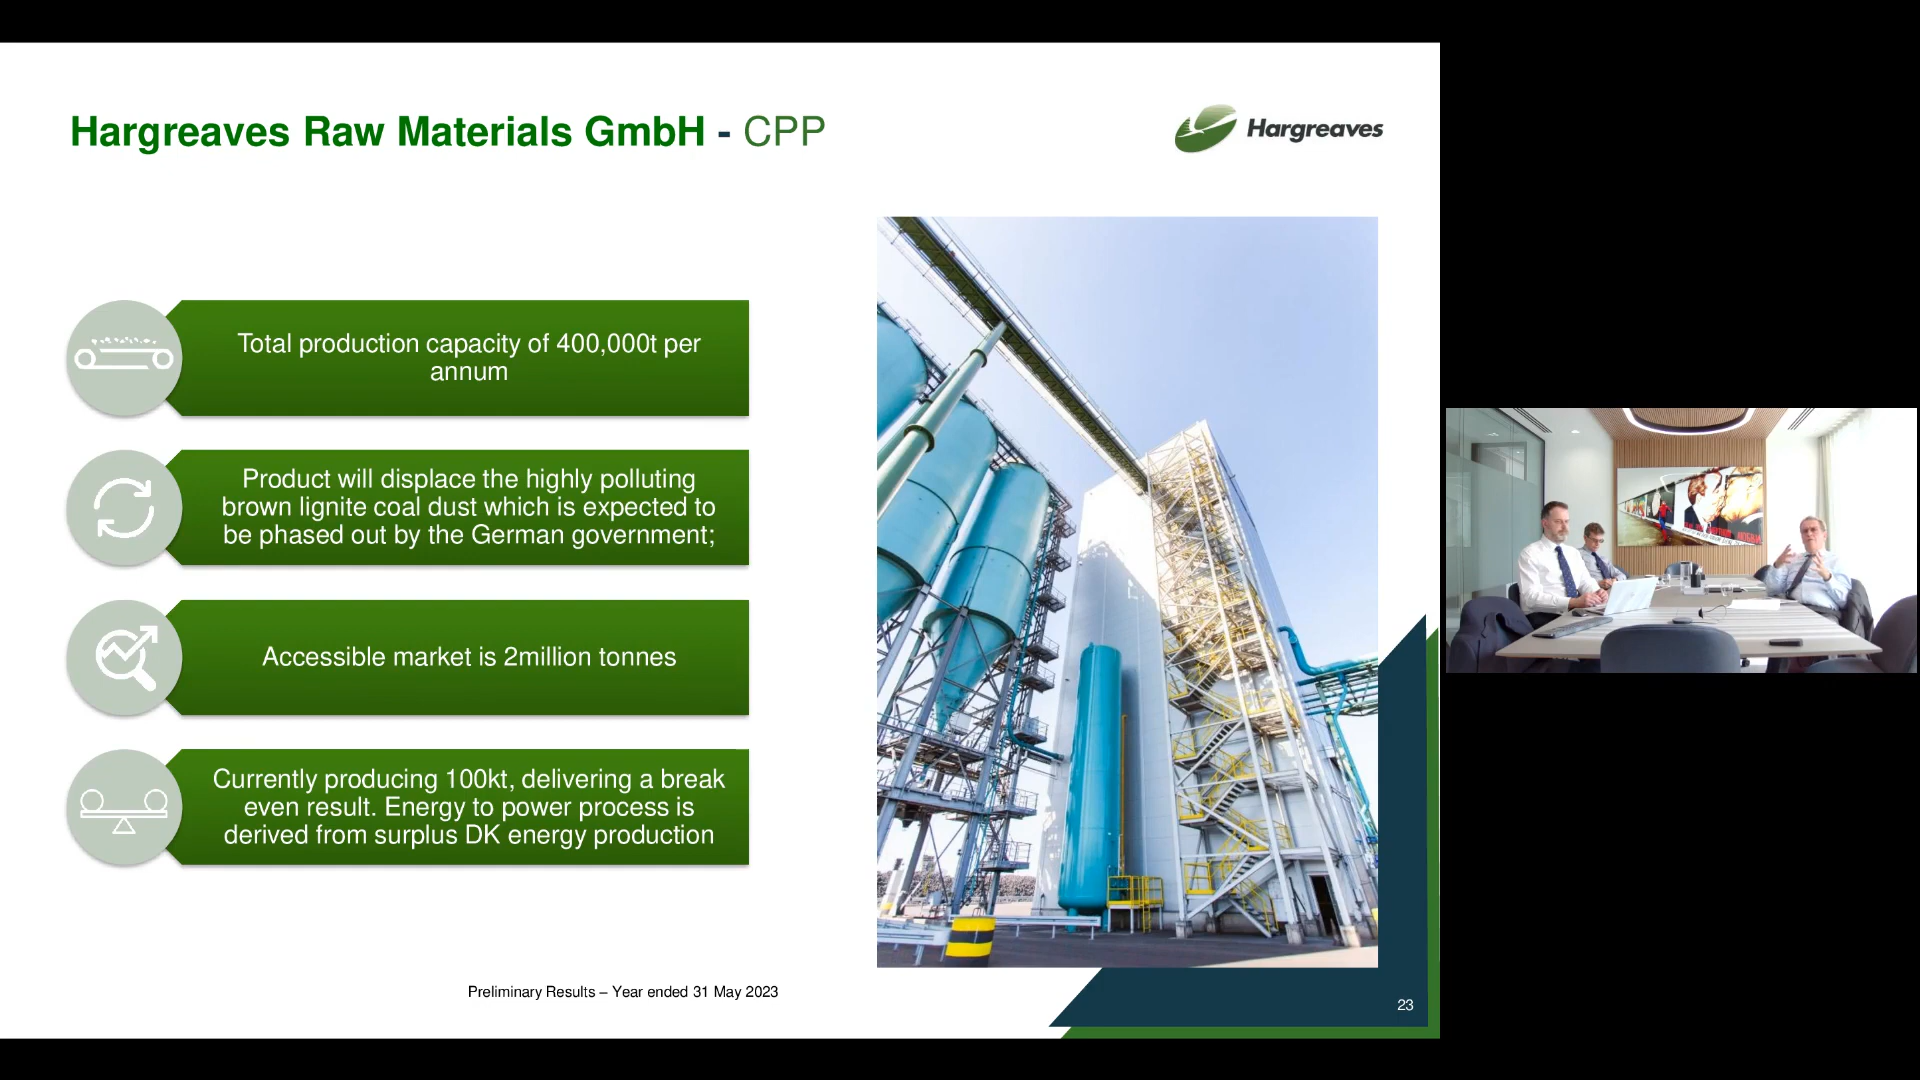 Hargreaves Raw Materials GmbH - CPP
Hargreaves
Total production capacity of 400,000t per
annum
Product will displace the highly polluting
brown lignite coal dust which is expected to
be phased out by the German government;
Accessible market is 2million tonnes
Currently producing 100kt, delivering a break
even result. Energy to power process is
derived from surplus DK energy production
Preliminary Results – Year ended 31 May 2023
23